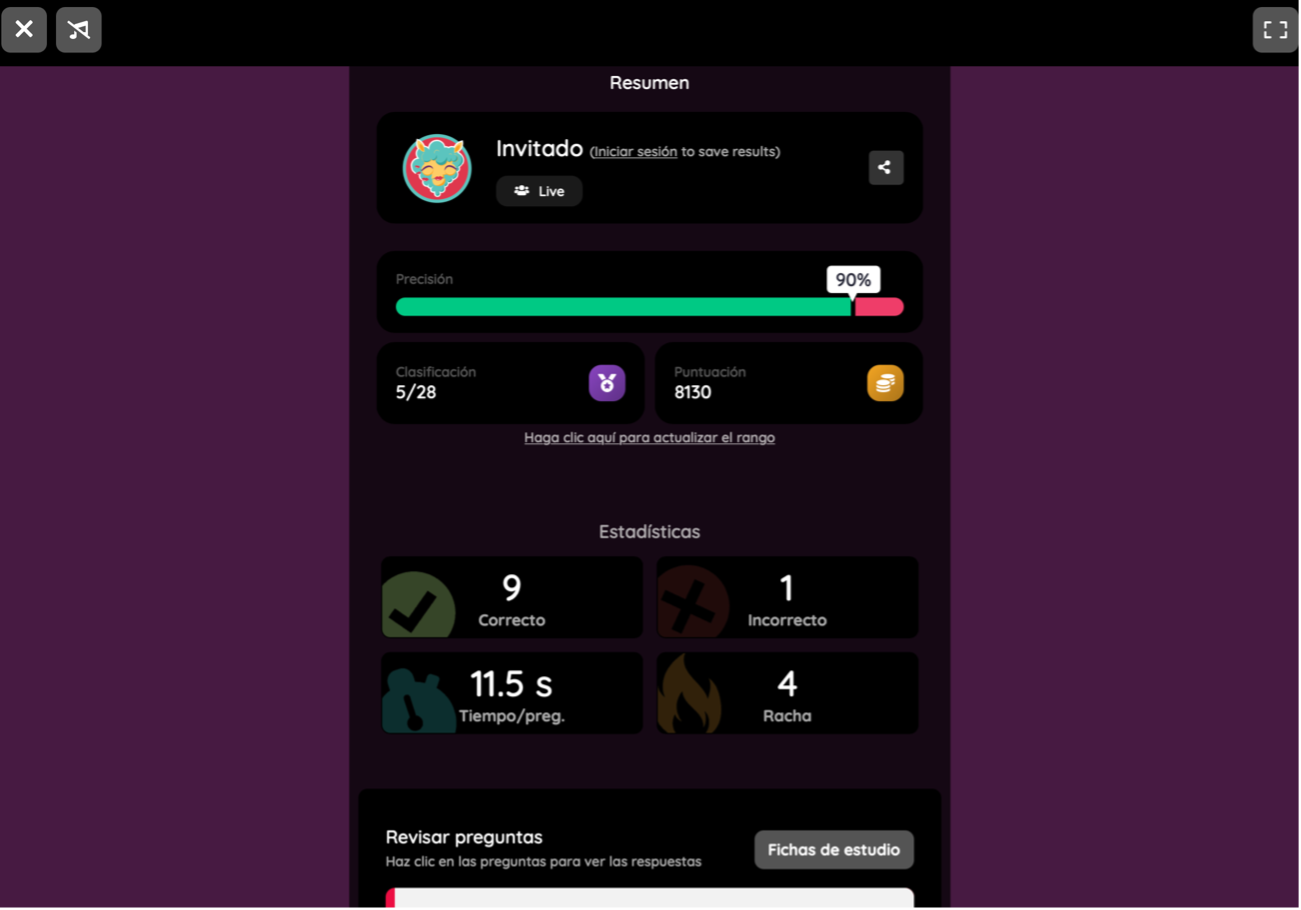 Resumen
Invitado (Iniciar sesión to save results)
Live
Precisión
90%
Clasificación
5/28
Puntuación
8130
Haga clic aquí para actualizar el rango
Estadísticas
9
Correcto
1
Incorrecto
11.5 s
Tiempo/preg.
4
Racha
Revisar preguntas
Haz clic en las preguntas para ver las respuestas
Fichas de estudio